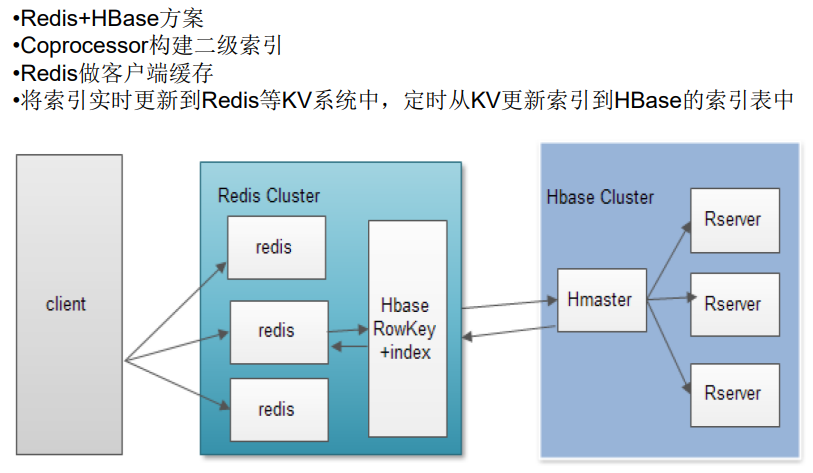 •Redis+HBase方案
•Coprocessor构建二级索引
•Redis做客户端缓存
•将索引实时更新到Redis等KV系统中，定时从KV更新索引到HBase的索引表中
client
Redis Cluster
redis
redis
redis
Hbase
RowKey
+index
Hbase Cluster
Hmaster
Rserver
Rserver
Rserver